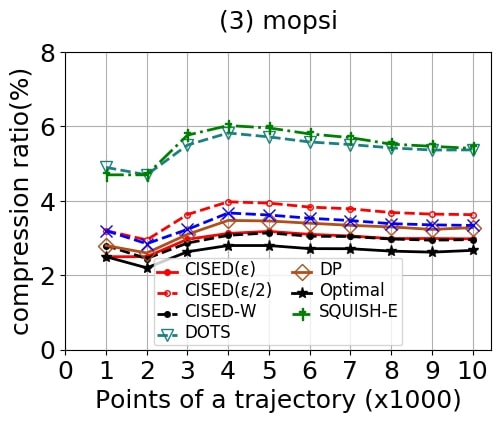 (3) mopsi
compression ratio(%)
8
6
4
2
0
CISED(ε)
CISED(ε/2)
CISED-W
DOTS
DP
Optimal
SQUISH-E
0 1 2 3 4 5 6 7 8 9 10
Points of a trajectory (x1000)